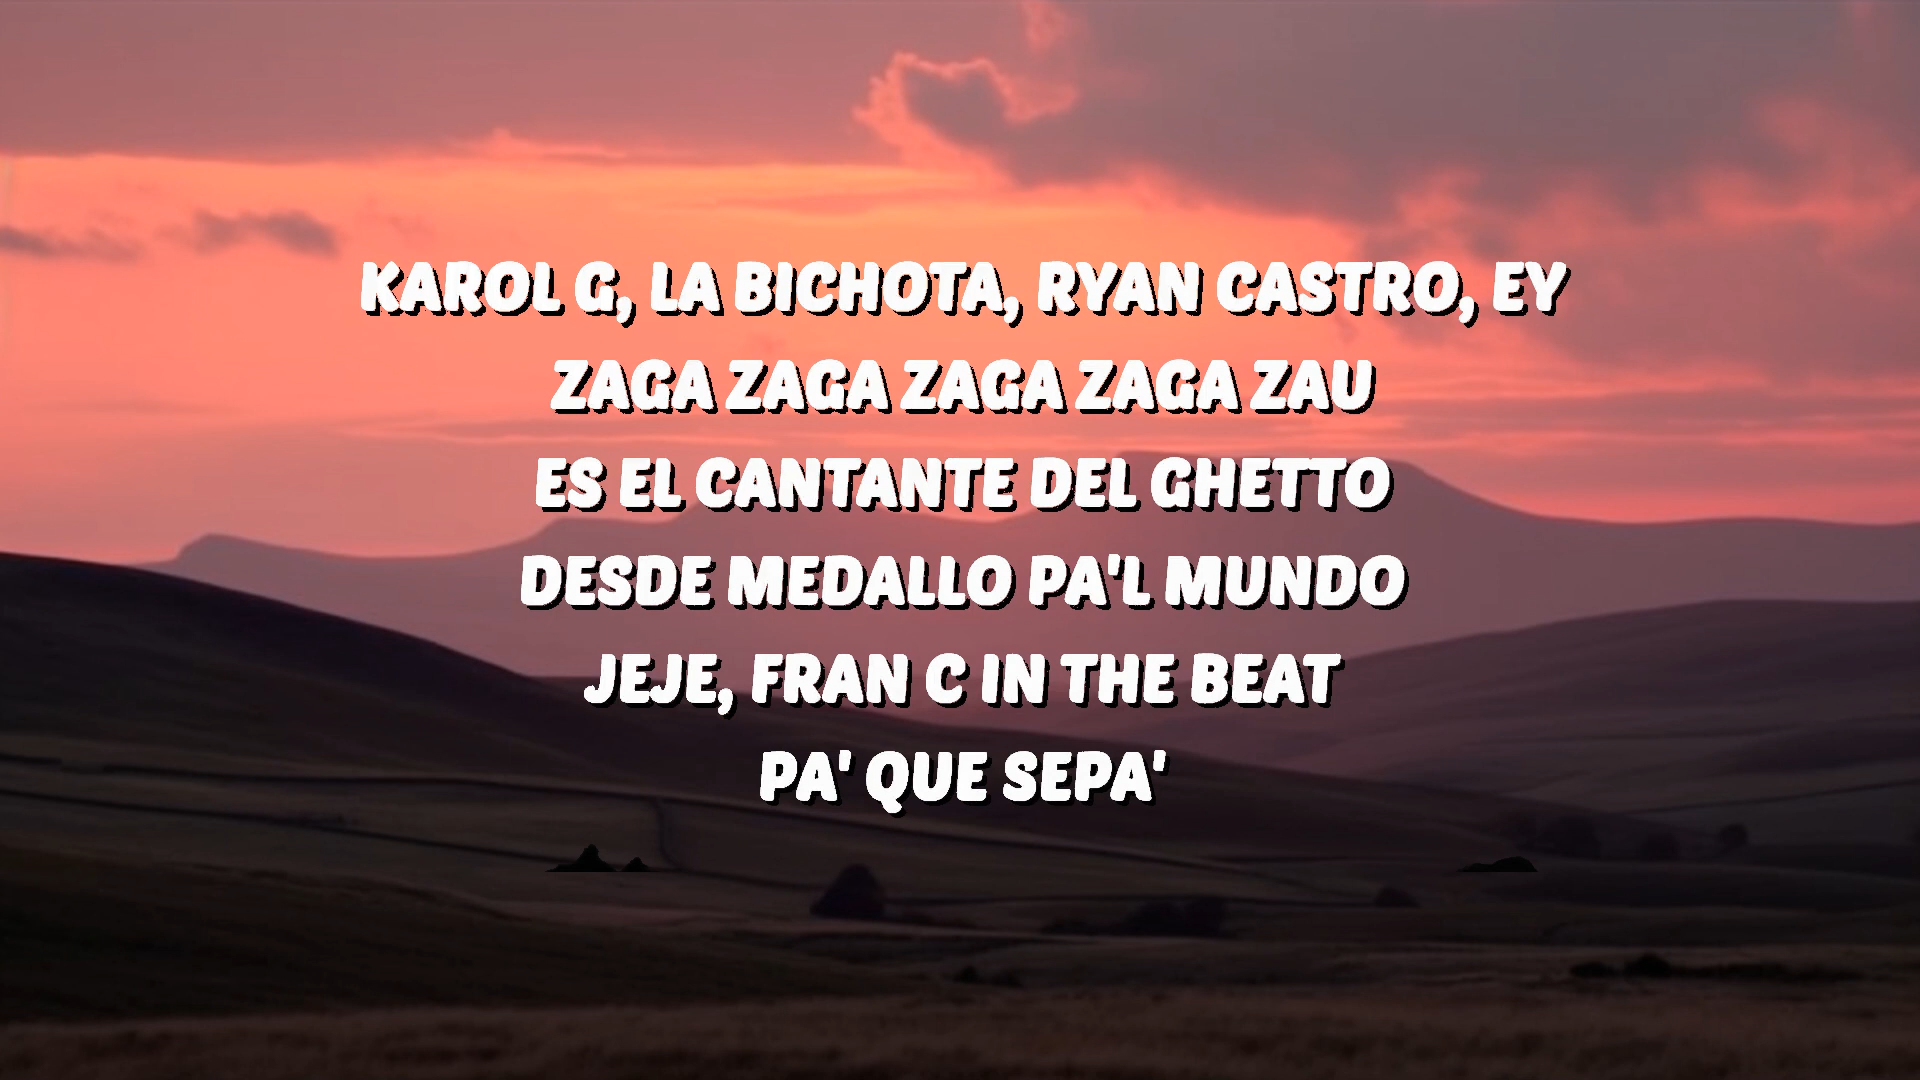 KAROL G, LA BICHOTA, RYAN CASTRO, EY
ZAGA ZAGA ZAGA ZAGA ZAU
ES EL CANTANTE DEL GHETTO
DESDE MEDALLO PA'L MUNDO
JEJE, FRAN C IN THE BEAT
PA' QUE SEPA'